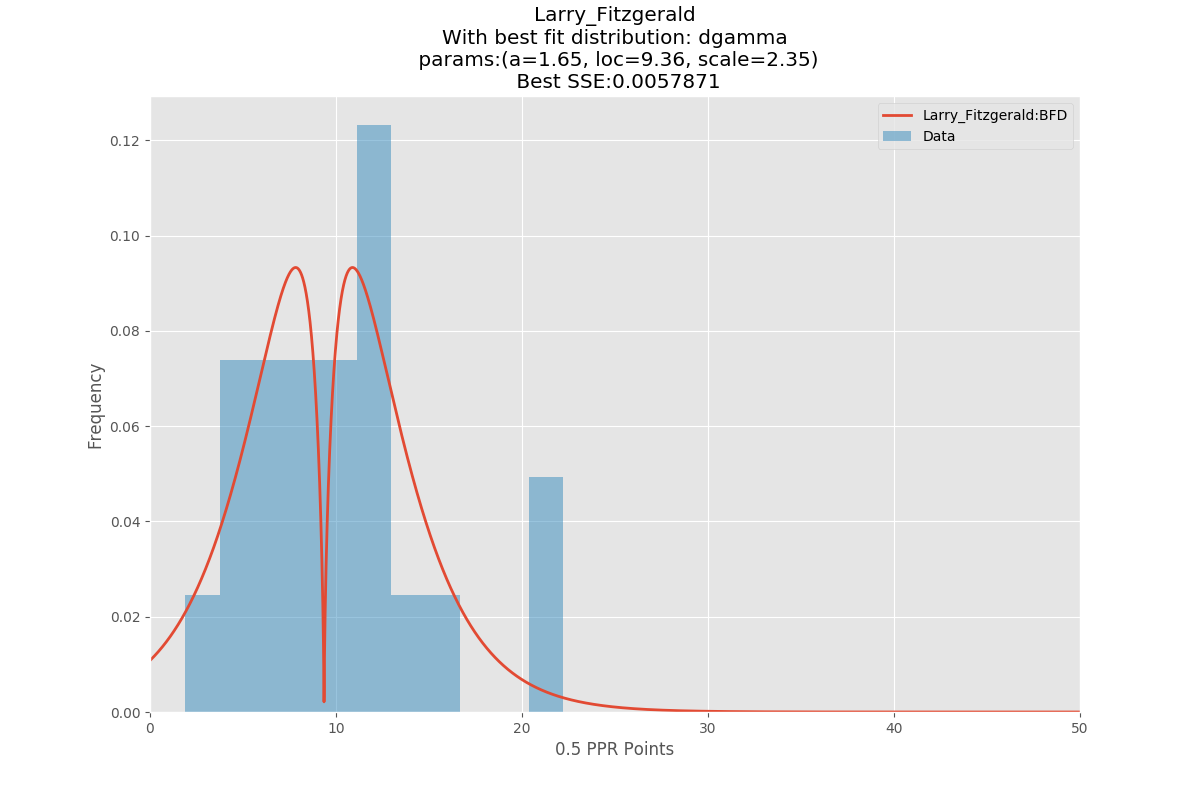 Larry_Fitzgerald
With best fit distribution: dgamma
params:(a=1.65, loc=9.36, scale=2.35)
Best SSE:0.0057871
Larry_Fitzgerald:BFD
Data
0.12
0.10
0.08
0.06
0.04
0.02
0.00
Frequency
0
10
20
30
40
50
0.5 PPR Points